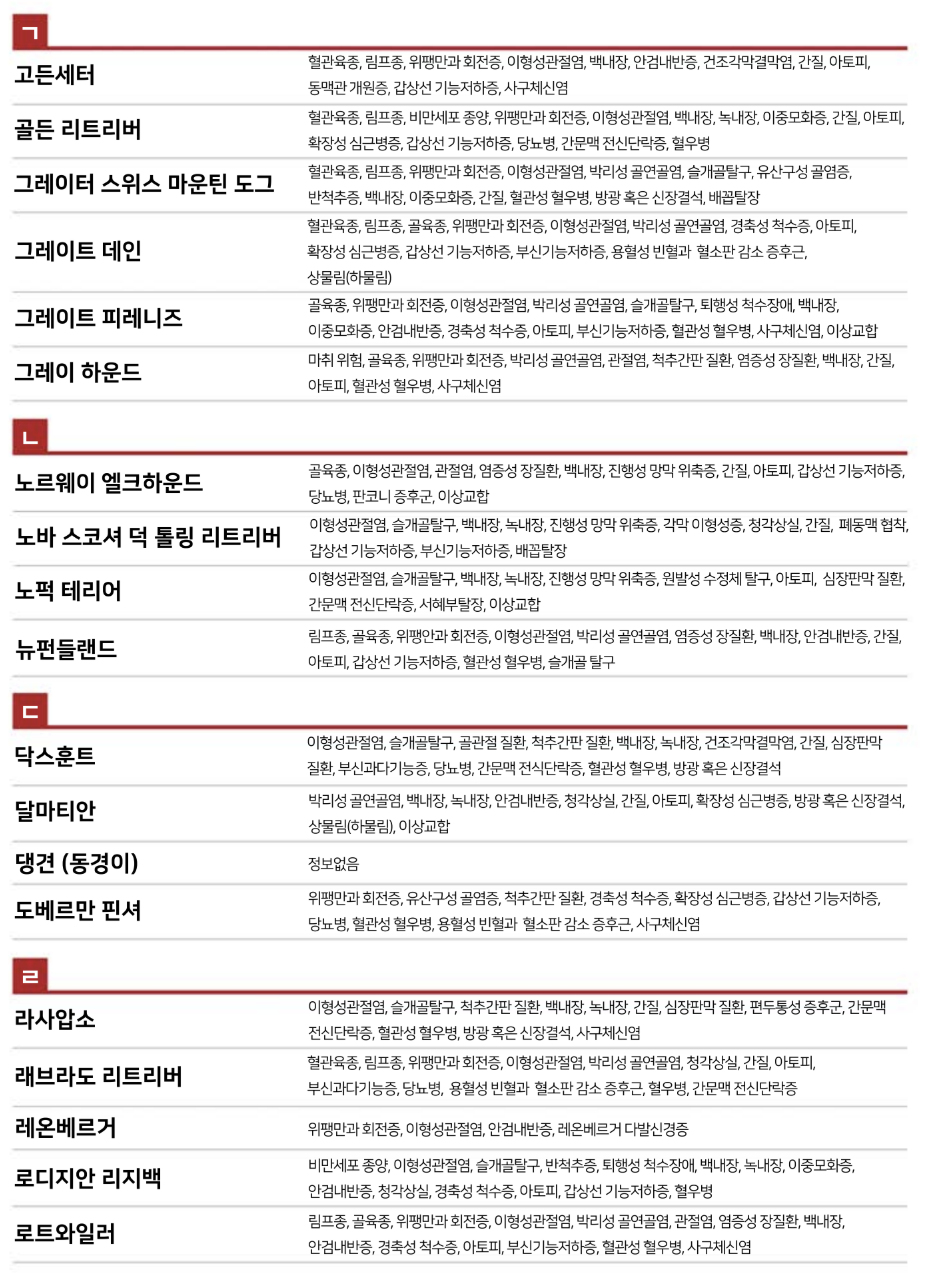 ㄱ
고든세터
혈관육종, 림프종, 위팽만과 회전증, 이형성관절염, 백내장, 안검내반증, 건조각막결막염, 간질, 아토피,
동맥관 개원증, 갑상선 기능저하증, 사구체신염
골든 리트리버
혈관육종, 림프종, 비만세포 종양, 위팽만과 회전증, 이형성관절염, 백내장, 녹내장, 이중모화증, 간질, 아토피,
확장성 심근병증, 갑상선 기능저하증, 당뇨병, 간문맥 전신단락증, 혈우병
그레이터 스위스 마운틴 도그
혈관육종, 림프종, 위팽만과 회전증, 이형성관절염, 박리성 골연골염, 슬개골탈구, 유산구성 골염증,
반척추증, 백내장, 이중모화증, 간질, 혈관성 혈우병, 방광 혹은 신장결석, 배꼽탈장
그레이트 데인
혈관육종, 림프종, 골육종, 위팽만과 회전증, 이형성관절염, 박리성 골연골염, 경축성 척수증, 아토피,
확장성 심근병증, 갑상선 기능저하증, 부신기능저하증, 용혈성 빈혈과 혈소판 감소 증후근,
상물림(하물림)
그레이트 피레니즈
골육종, 위팽만과 회전증, 이형성관절염, 박리성 골연골염, 슬개골탈구, 퇴행성 척수장애, 백내장,
이중모화증, 안검내반증, 경축성 척수증, 아토피, 부신기능저하증, 혈관성 혈우병, 사구체신염, 이상교합
그레이 하운드
마취 위험, 골육종, 위팽만과 회전증, 박리성 골연골염, 관절염, 척추간판 질환, 염증성 장질환, 백내장, 간질,
아토피, 혈관성 혈우병, 사구체신염
ㄴ
노르웨이 엘크하운드
골육종, 이형성관절염, 관절염, 염증성 장질환, 백내장, 진행성 망막 위축증, 간질, 아토피, 갑상선 기능저하증,
당뇨병, 판코니 증후군, 이상교합
노바 스코셔 덕 톨링 리트리버
이형성관절염, 슬개골탈구, 백내장, 녹내장, 진행성 망막 위축증, 각막 이형성증, 청각상실, 간질, 폐동맥 협착,
갑상선 기능저하증, 부신기능저하증, 배꼽탈장
노퍽 테리어
이형성관절염, 슬개골탈구, 백내장, 녹내장, 진행성 망막 위축증, 원발성 수정체 탈구, 아토피, 심장판막 질환,
간문맥 전신단락증, 서혜부탈장, 이상교합
뉴펀들랜드
림프종, 골육종, 위팽안과 회전증, 이형성관절염, 박리성 골연골염, 염증성 장질환, 백내장, 안검내반증, 간질,
아토피, 갑상선 기능저하증, 혈관성 혈우병, 슬개골 탈구
ㄷ
닥스훈트
이형성관절염, 슬개골탈구, 골관절 질환, 척추간판 질환, 백내장, 녹내장, 건조각막결막염, 간질, 심장판막
질환, 부신과다기능증, 당뇨병, 간문맥 전식단락증, 혈관성 혈우병, 방광 혹은 신장결석
달마티안
박리성 골연골염, 백내장, 녹내장, 안검내반증, 청각상실, 간질, 아토피, 확장성 심근병증, 방광 혹은 신장결석,
상물림(하물림), 이상교합
댕견 (동경이)
정보없음
도베르만 핀셔
위팽만과 회전증, 유산구성 골염증, 척추간판 질환, 경축성 척수증, 확장성 심근병증, 갑상선 기능저하증,
당뇨병, 혈관성 혈우병, 용혈성 빈혈과 혈소판 감소 증후근, 사구체신염
ㄹ
라사압소
이형성관절염, 슬개골탈구, 척추간판 질환, 백내장, 녹내장, 간질, 심장판막 질환, 편두통성 증후군, 간문맥
전신단락증, 혈관성 혈우병, 방광 혹은 신장결석, 사구체신염
래브라도 리트리버
혈관육종, 림프종, 위팽만과 회전증, 이형성관절염, 박리성 골연골염, 청각상실, 간질, 아토피,
부신과다기능증, 당뇨병, 용혈성 빈혈과 혈소판 감소 증후근, 혈우병, 간문맥 전신단락증
레온베르거
위팽만과 회전증, 이형성관절염, 안검내반증, 레온베르거 다발신경증
로디지안 리지백
비만세포 종양, 이형성관절염, 슬개골탈구, 반척추증, 퇴행성 척수장애, 백내장, 녹내장, 이중모화증,
안검내반증, 청각상실, 경축성 척수증, 아토피, 갑상선 기능저하증, 혈우병
로트와일러
림프종, 골육종, 위팽만과 회전증, 이형성관절염, 박리성 골연골염, 관절염, 염증성 장질환, 백내장,
안검내반증, 경축성 척수증, 아토피, 부신기능저하증, 혈관성 혈우병, 사구체신염